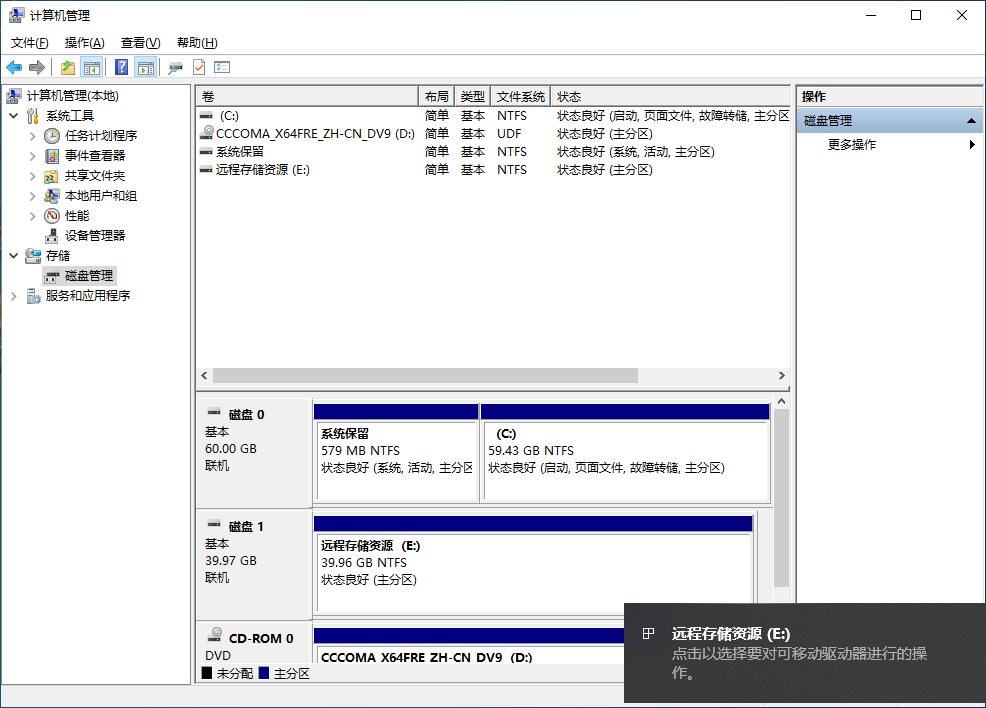 计算机管理
文件(F) 操作(A) 查看(V) 帮助(H)
计算机管理(本地)
系统工具
任务计划程序
事件查看器
共享文件夹
本地用户和组
性能
设备管理器
存储
磁盘管理
服务和应用程序
卷 布局 类型 文件系统 状态
(C:) 简单 基本 NTFS 状态良好 (启动, 页面文件, 故障转储, 主分区
CCCOMA_X64FRE_ZH-CN_DV9 (D:) 简单 基本 UDF 状态良好 (主分区)
系统保留 简单 基本 NTFS 状态良好 (系统, 活动, 主分区)
远程存储资源 (E:) 简单 基本 NTFS 状态良好 (主分区)
磁盘 0
基本
60.00 GB
联机
系统保留
579 MB NTFS
状态良好 (系统, 活动, 主分区
(C:)
59.43 GB NTFS
状态良好 (启动, 页面文件, 故障转储, 主分区)
磁盘 1
基本
39.97 GB
联机
远程存储资源 (E:)
39.96 GB NTFS
状态良好 (主分区)
CD-ROM 0
DVD
CCCOMA_X64FRE_ZH-CN_DV9 (D:)
未分配 主分区
操作
磁盘管理
更多操作
远程存储资源 (E:)
点击以选择要对可移动驱动器进行的操
作。